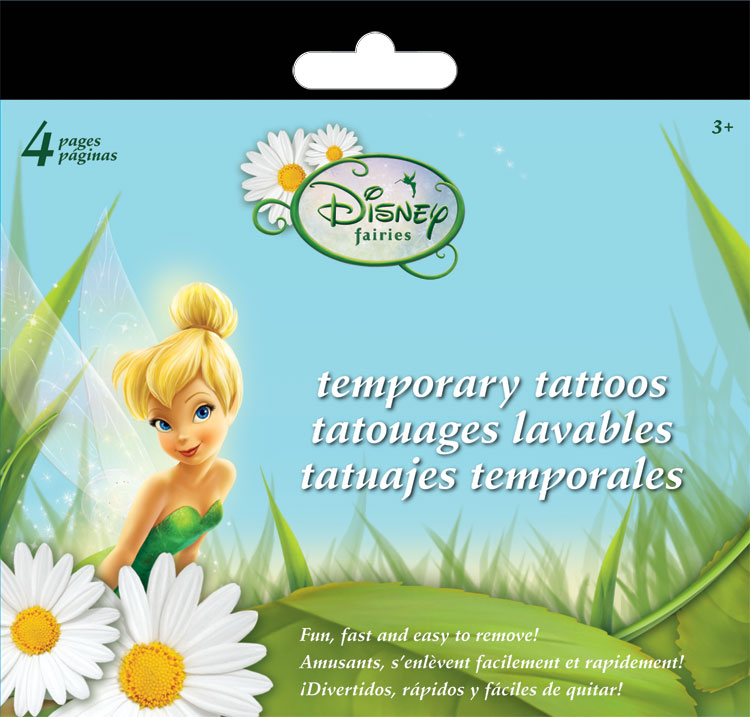 4 pages
páginas
3+
Disney
fairies
temporary tattoos
tatouages lavables
tatuajes temporales
Fun, fast and easy to remove!
Amusants, s'enlèvent facilement et rapidement!
¡Divertidos, rápidos y fáciles de quitar!